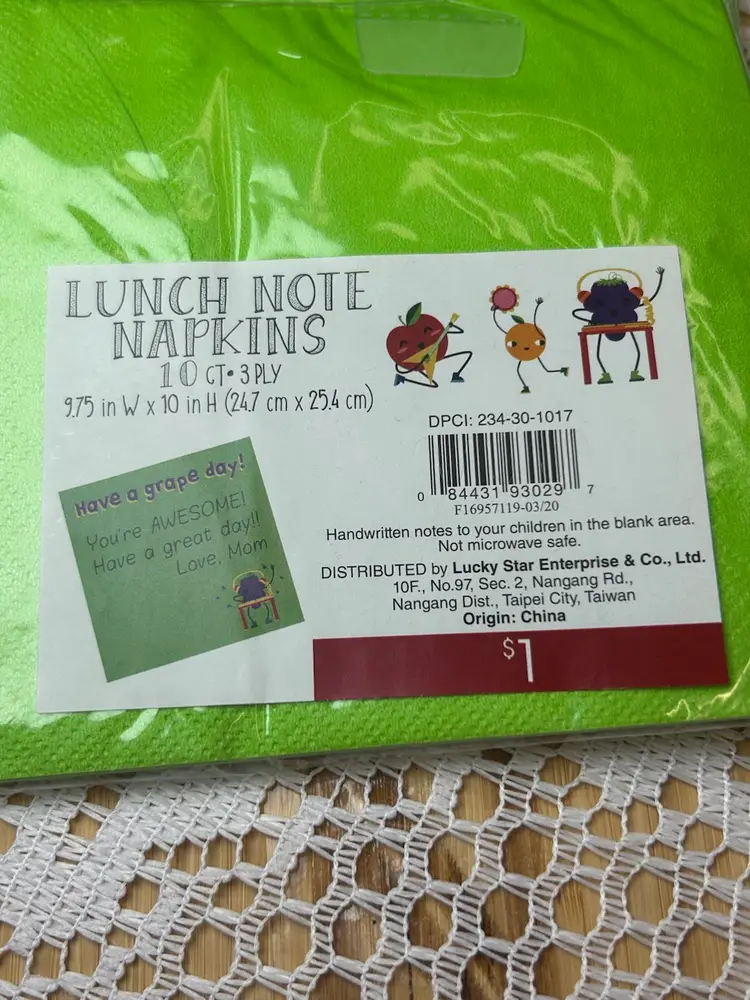 LUNCH NOTE
NAPKINS
10 CT• 3 PLY
9.75 in W x 10 in H (24.7 cm x 25.4 cm)
Have a grape day!
You're AWESOME!
Have a great day!!
Love, Mom
DPCI: 234-30-1017
0 84431 93029 7
F16957119-03/20
Handwritten notes to your children in the blank area.
Not microwave safe.
DISTRIBUTED by Lucky Star Enterprise & Co., Ltd.
10F., No.97, Sec. 2, Nangang Rd.,
Nangang Dist., Taipei City, Taiwan
Origin: China
$1